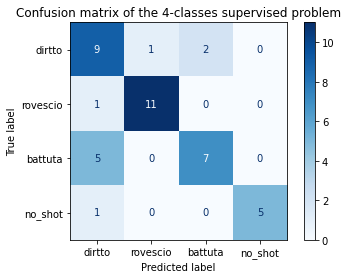 Confusion matrix of the 4-classes supervised problem
dirtto 9 1 2 0
rovescio 1 11 0 0
battuta 5 0 7 0
no_shot 1 0 0 5
dirtto rovescio battuta no_shot
Predicted label
True label
10
8
6
4
2
0